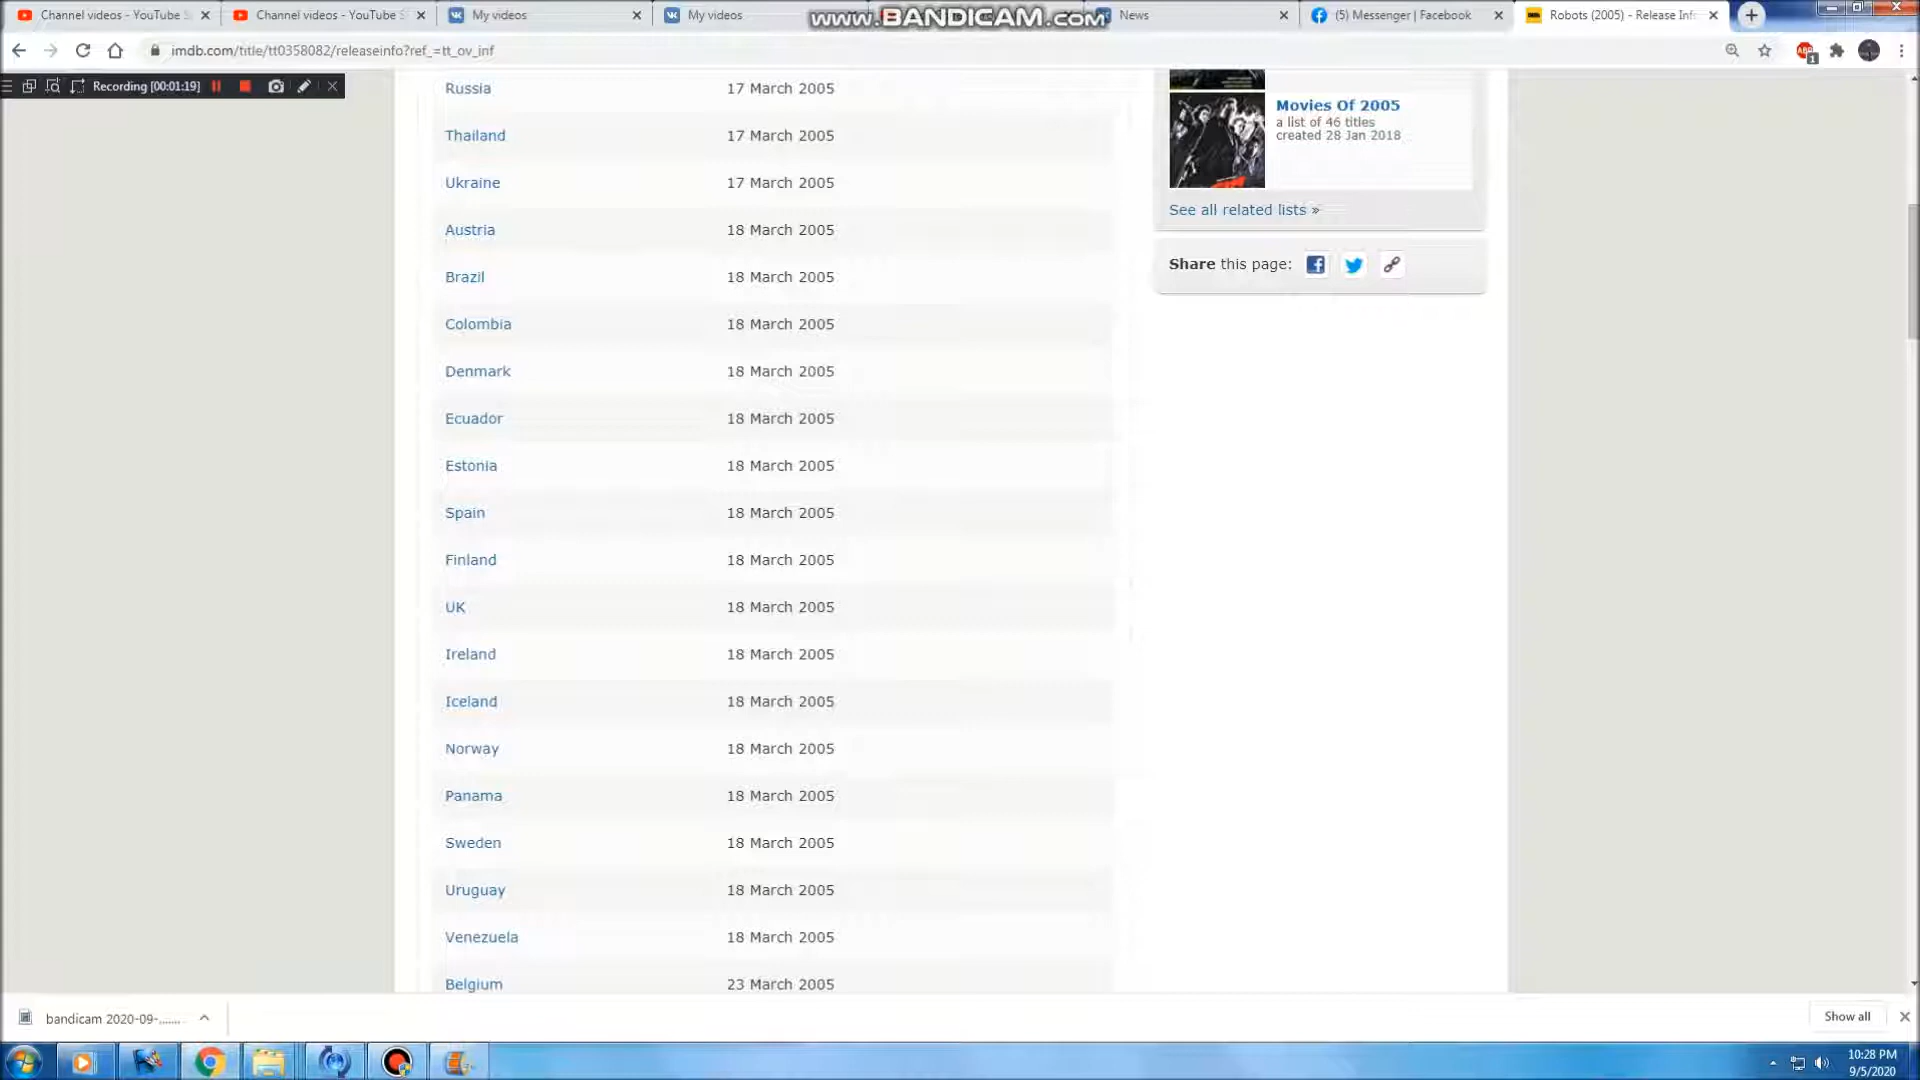 Channel videos - YouTube S
Channel videos - YouTube S
My videos
My videos
www.BANDICAM.com
News
(5) Messenger | Facebook
Robots (2005) - Release Inf
imdb.com/title/tt0358082/releaseinfo?ref_=tt_ov_inf
ABP
1
Recording [00:01:19]
Russia 17 March 2005
Thailand 17 March 2005
Ukraine 17 March 2005
Austria 18 March 2005
Brazil 18 March 2005
Colombia 18 March 2005
Denmark 18 March 2005
Ecuador 18 March 2005
Estonia 18 March 2005
Spain 18 March 2005
Finland 18 March 2005
UK 18 March 2005
Ireland 18 March 2005
Iceland 18 March 2005
Norway 18 March 2005
Panama 18 March 2005
Sweden 18 March 2005
Uruguay 18 March 2005
Venezuela 18 March 2005
Belgium 23 March 2005
Movies Of 2005
a list of 46 titles
created 28 Jan 2018
See all related lists »
Share this page:
bandicam 2020-09-.......
Show all
10:28 PM
9/5/2020